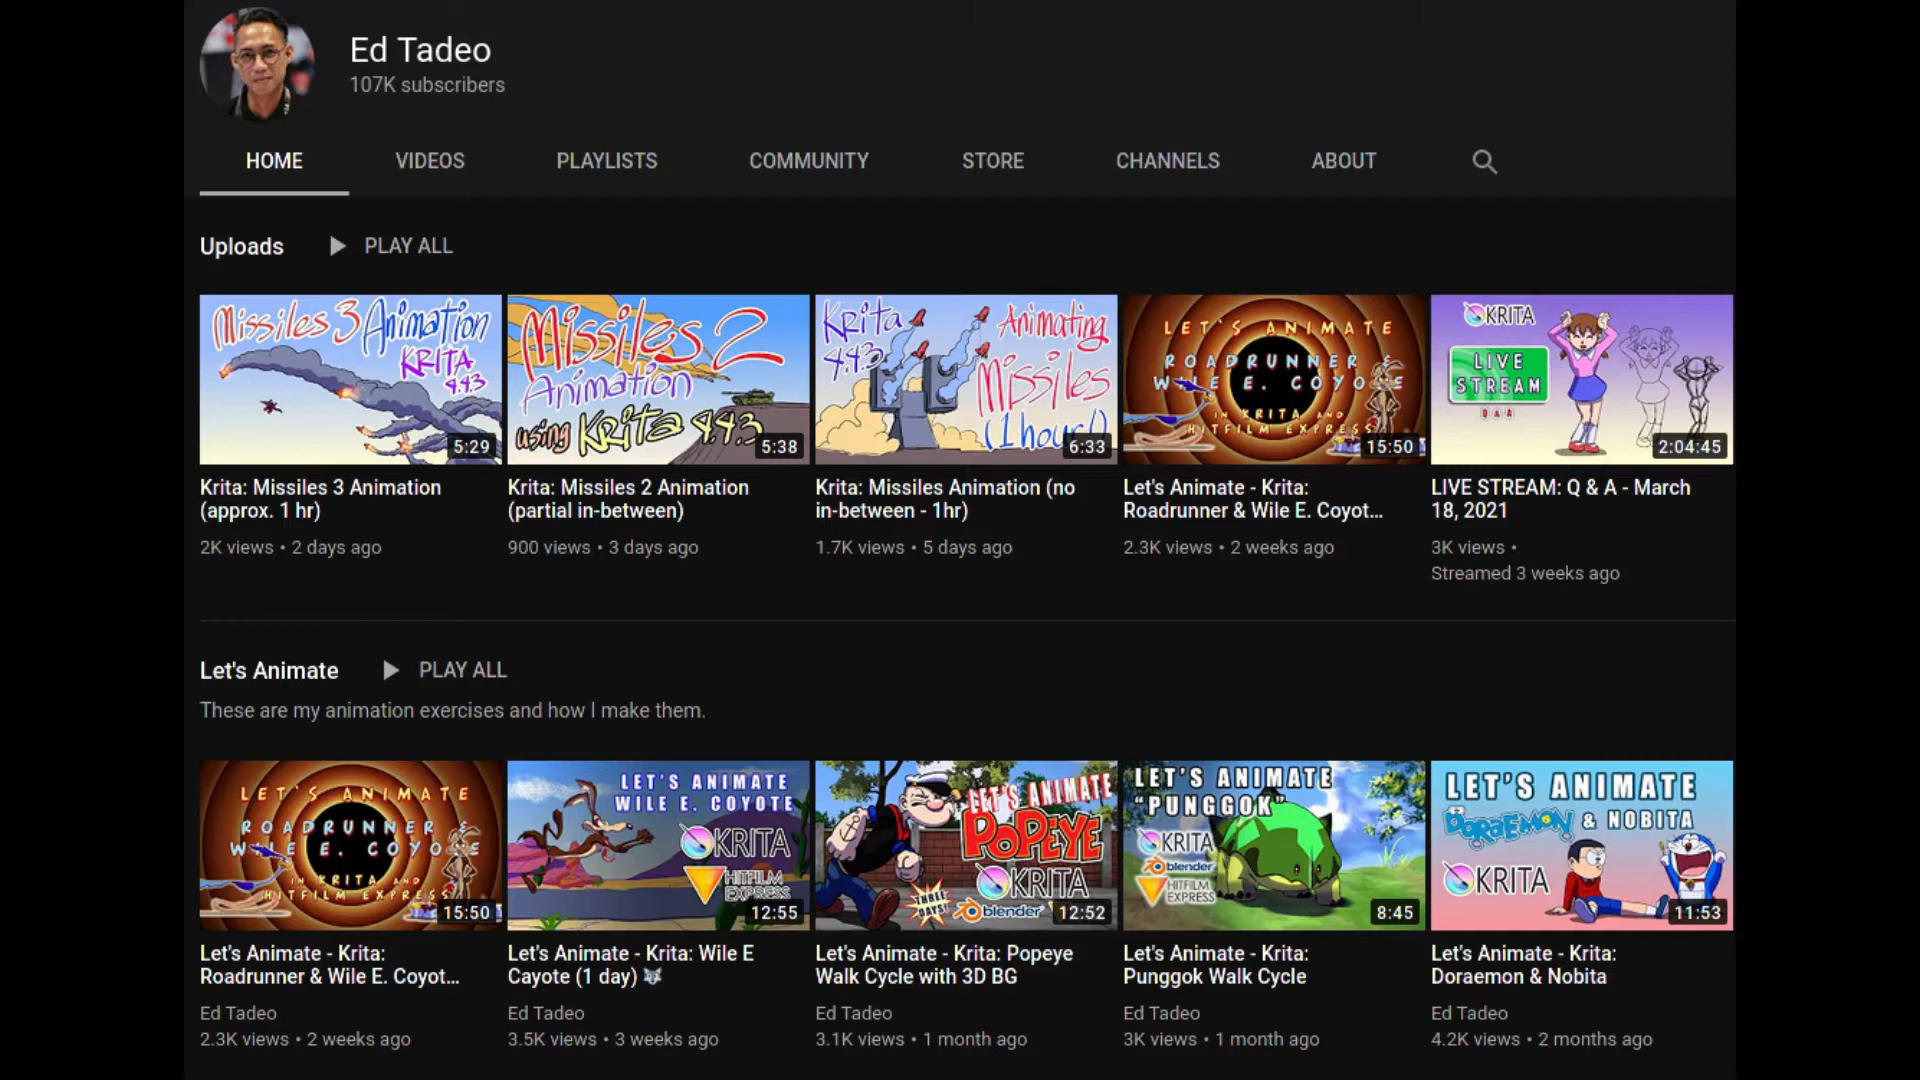 Ed Tadeo
107K subscribers
HOME VIDEOS PLAYLISTS COMMUNITY STORE CHANNELS ABOUT
Uploads PLAY ALL
Missiles 3 Animation
KRITA
4.4.3
5:29
Missiles 2
Animation
using Krita 4.4.3
5:38
Krita
4.4.3
Animating
Missiles
(1 hour)
6:33
LET'S ANIMATE
ROADRUNNER &
WILE E. COYOTE
IN KRITA AND
HITFILM EXPRESS
15:50
KRITA
LIVE
STREAM
Q & A
2:04:45
Krita: Missiles 3 Animation
(approx. 1 hr)
2K views • 2 days ago
Krita: Missiles 2 Animation
(partial in-between)
900 views • 3 days ago
Krita: Missiles Animation (no
in-between - 1hr)
1.7K views • 5 days ago
Let's Animate - Krita:
Roadrunner & Wile E. Coyot...
2.3K views • 2 weeks ago
LIVE STREAM: Q & A - March
18, 2021
3K views •
Streamed 3 weeks ago
Let's Animate PLAY ALL
These are my animation exercises and how I make them.
LET'S ANIMATE
ROADRUNNER &
WILE E. COYOTE
IN KRITA AND
HITFILM EXPRESS
15:50
LET'S ANIMATE
WILE E. COYOTE
KRITA
HITFILM
EXPRESS
12:55
LET'S ANIMATE
POPEYE
KRITA
THREE
DAYS!
blender
12:52
LET'S ANIMATE
"PUNGGOK"
KRITA
blender
HITFILM
EXPRESS
8:45
LET'S ANIMATE
DORAEMON & NOBITA
KRITA
11:53
Let's Animate - Krita:
Roadrunner & Wile E. Coyot...
Ed Tadeo
2.3K views • 2 weeks ago
Let's Animate - Krita: Wile E
Cayote (1 day) 🐺
Ed Tadeo
3.5K views • 3 weeks ago
Let's Animate - Krita: Popeye
Walk Cycle with 3D BG
Ed Tadeo
3.1K views • 1 month ago
Let's Animate - Krita:
Punggok Walk Cycle
Ed Tadeo
3K views • 1 month ago
Let's Animate - Krita:
Doraemon & Nobita
Ed Tadeo
4.2K views • 2 months ago